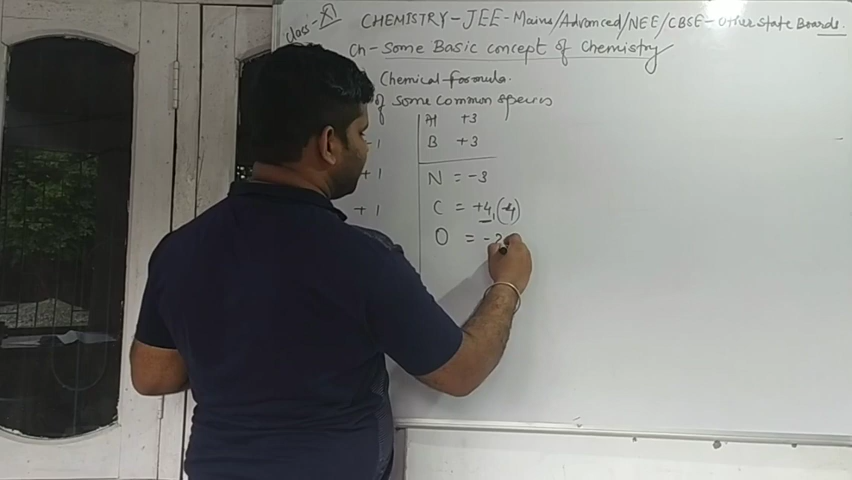 Class-XI
CHEMISTRY-JEE-Mains/Advanced/NEE/CBSE-Other State Boards.
Ch-Some Basic concept of Chemistry
Chemical formula.
of some common species
Al +3
-1 B +3
+1 N = -3
+1 C = +4, (-4)
O = -2